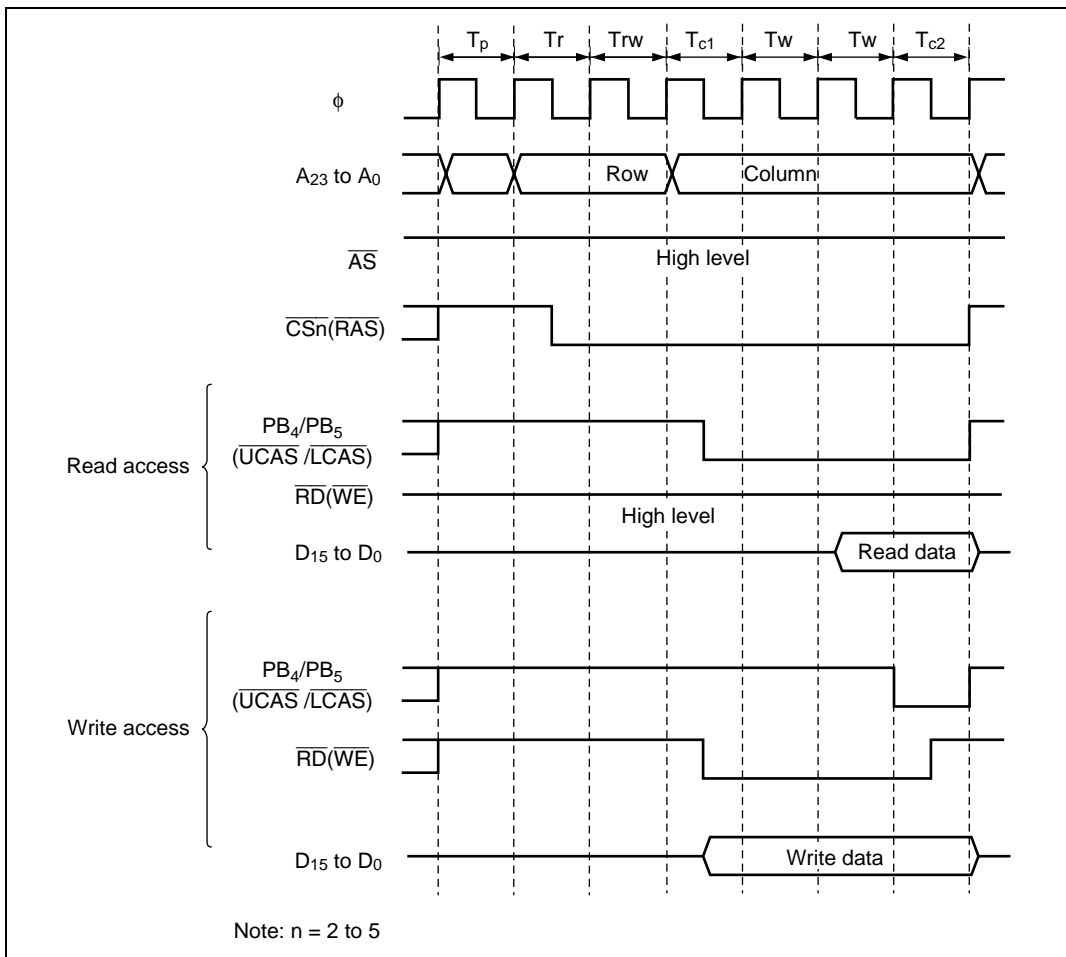 Tp Tr Trw Tc1 Tw Tw Tc2
φ
A23 to A0 Row Column
AS High level
CSn(RAS)
Read access
PB4/PB5
(UCAS /LCAS)
RD(WE) High level
D15 to D0 Read data
Write access
PB4/PB5
(UCAS /LCAS)
RD(WE)
D15 to D0 Write data
Note: n = 2 to 5